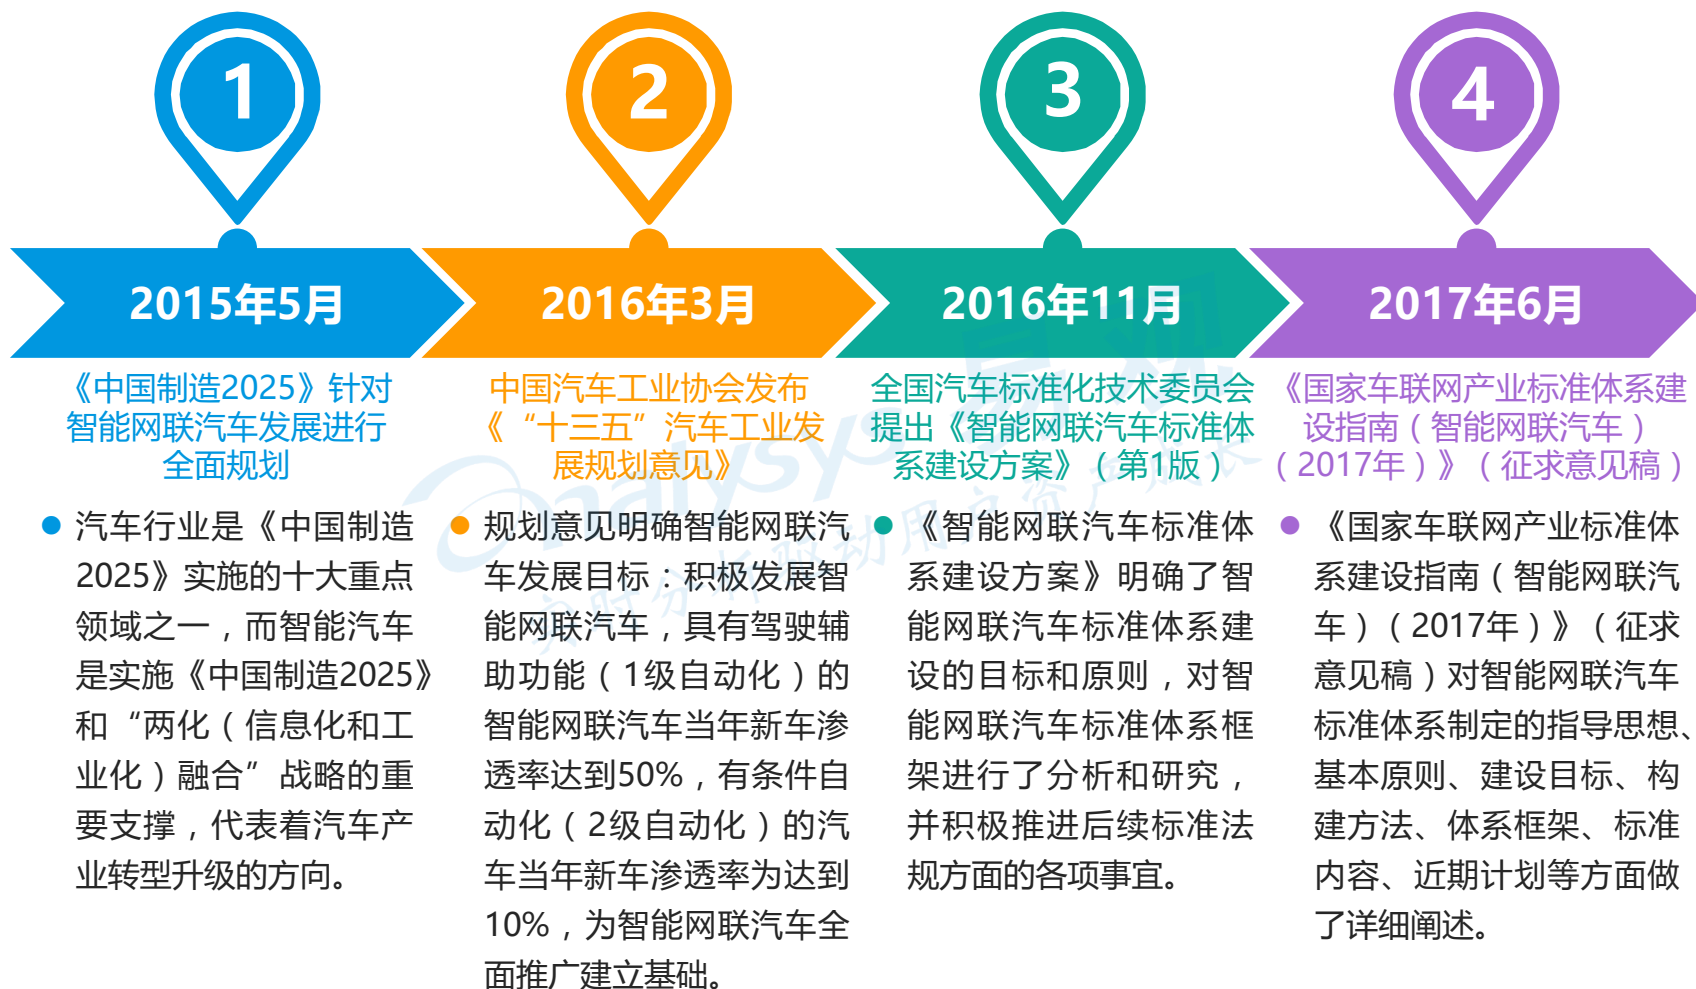 1
2015年5月
《中国制造2025》针对
智能网联汽车发展进行
全面规划
汽车行业是《中国制造
2025》实施的十大重点
领域之一，而智能汽车
是实施《中国制造2025》
和“两化（信息化和工
业化）融合”战略的重
要支撑，代表着汽车产
业转型升级的方向。
2
2016年3月
中国汽车工业协会发布
《“十三五”汽车工业发
展规划意见》
规划意见明确智能网联汽
车发展目标：积极发展智
能网联汽车，具有驾驶辅
助功能（1级自动化）的
智能网联汽车当年新车渗
透率达到50%，有条件自
动化（2级自动化）的汽
车当年新车渗透率为达到
10%，为智能网联汽车全
面推广建立基础。
3
2016年11月
全国汽车标准化技术委员会
提出《智能网联汽车标准体
系建设方案》（第1版）
《智能网联汽车标准体
系建设方案》明确了智
能网联汽车标准体系建
设的目标和原则，对智
能网联汽车标准体系框
架进行了分析和研究，
并积极推进后续标准法
规方面的各项事宜。
4
2017年6月
《国家车联网产业标准体系建
设指南（智能网联汽车）
（2017年）》（征求意见稿）
《国家车联网产业标准体
系建设指南（智能网联汽
车）（2017年）》（征求
意见稿）对智能网联汽车
标准体系制定的指导思想、
基本原则、建设目标、构
建方法、体系框架、标准
内容、近期计划等方面做
了详细阐述。
analysys 易观
实时分析驱动用户资产成长